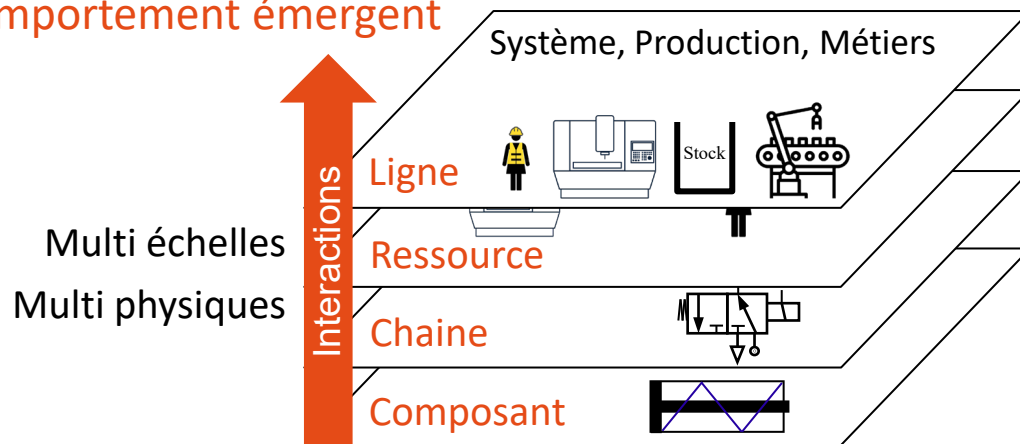 mportement émergent
Système, Production, Métiers
Stock
Ligne
Multi échelles
Ressource
Multi physiques
Interactions
Chaine
Composant